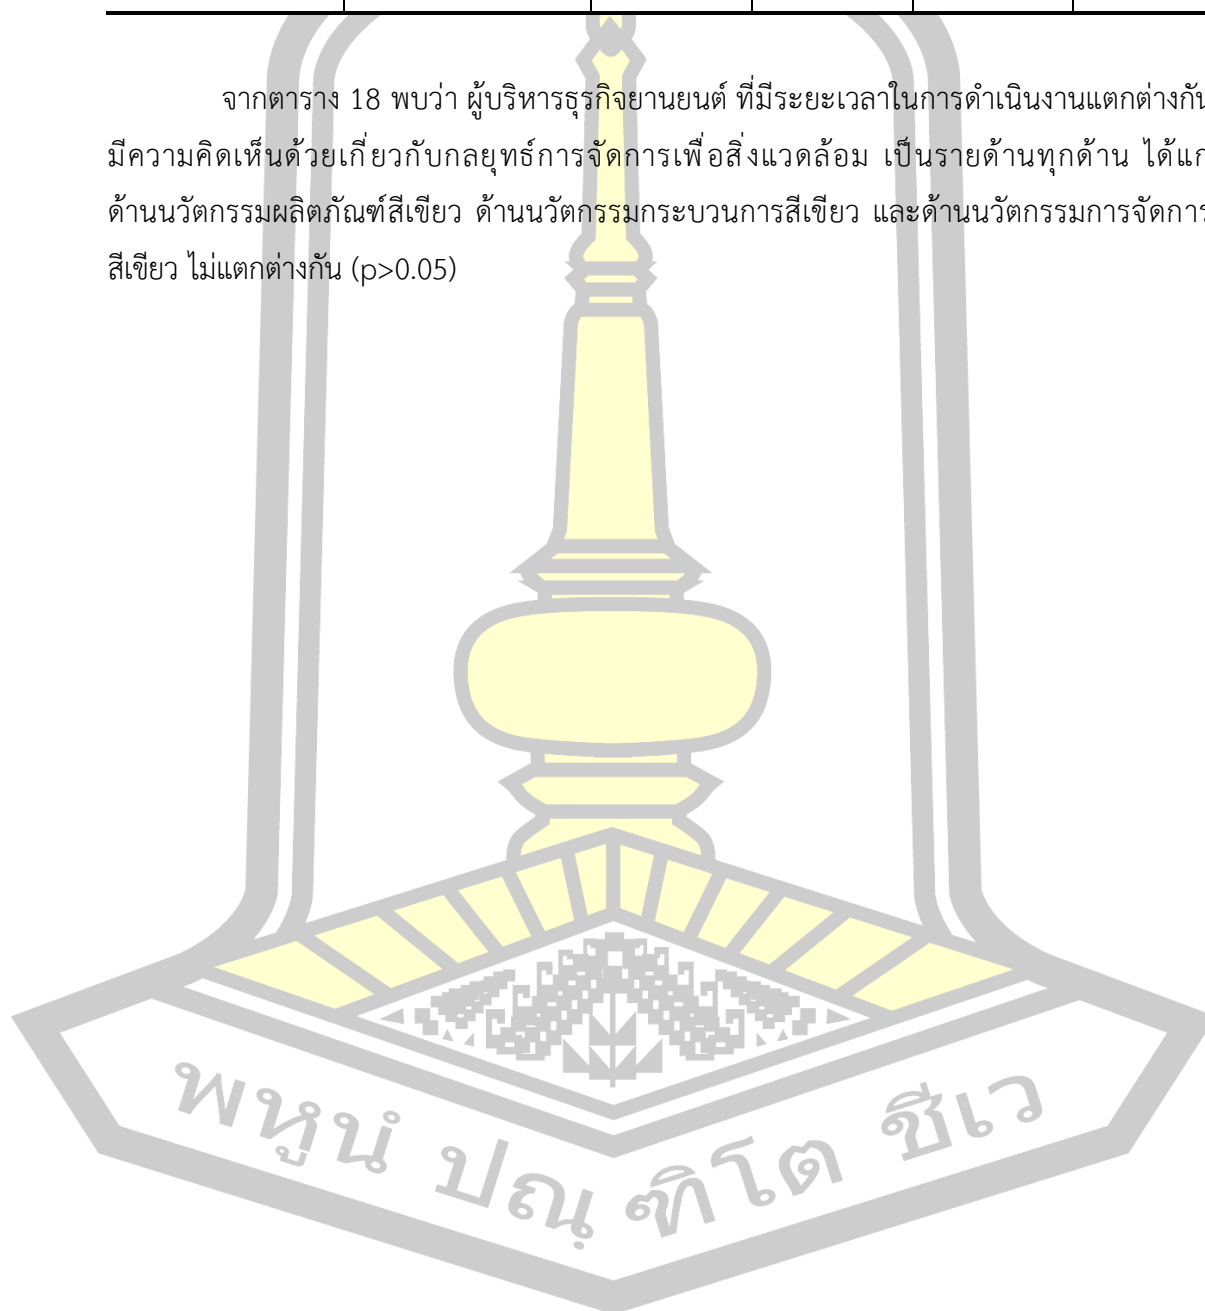 จากตาราง 18 พบว่า ผู้บริหารธุรกิจยานยนต์ ที่มีระยะเวลาในการดำเนินงานแตกต่างกัน
มีความคิดเห็นด้วยเกี่ยวกับกลยุทธ์การจัดการเพื่อสิ่งแวดล้อม เป็นรายด้านทุกด้าน ได้แก่
ด้านนวัตกรรมผลิตภัณฑ์สีเขียว ด้านนวัตกรรมกระบวนการสีเขียว และด้านนวัตกรรมการจัดการ
สีเขียว ไม่แตกต่างกัน (p>0.05)
พหูนํ ปณฺฑิโต ชีเว